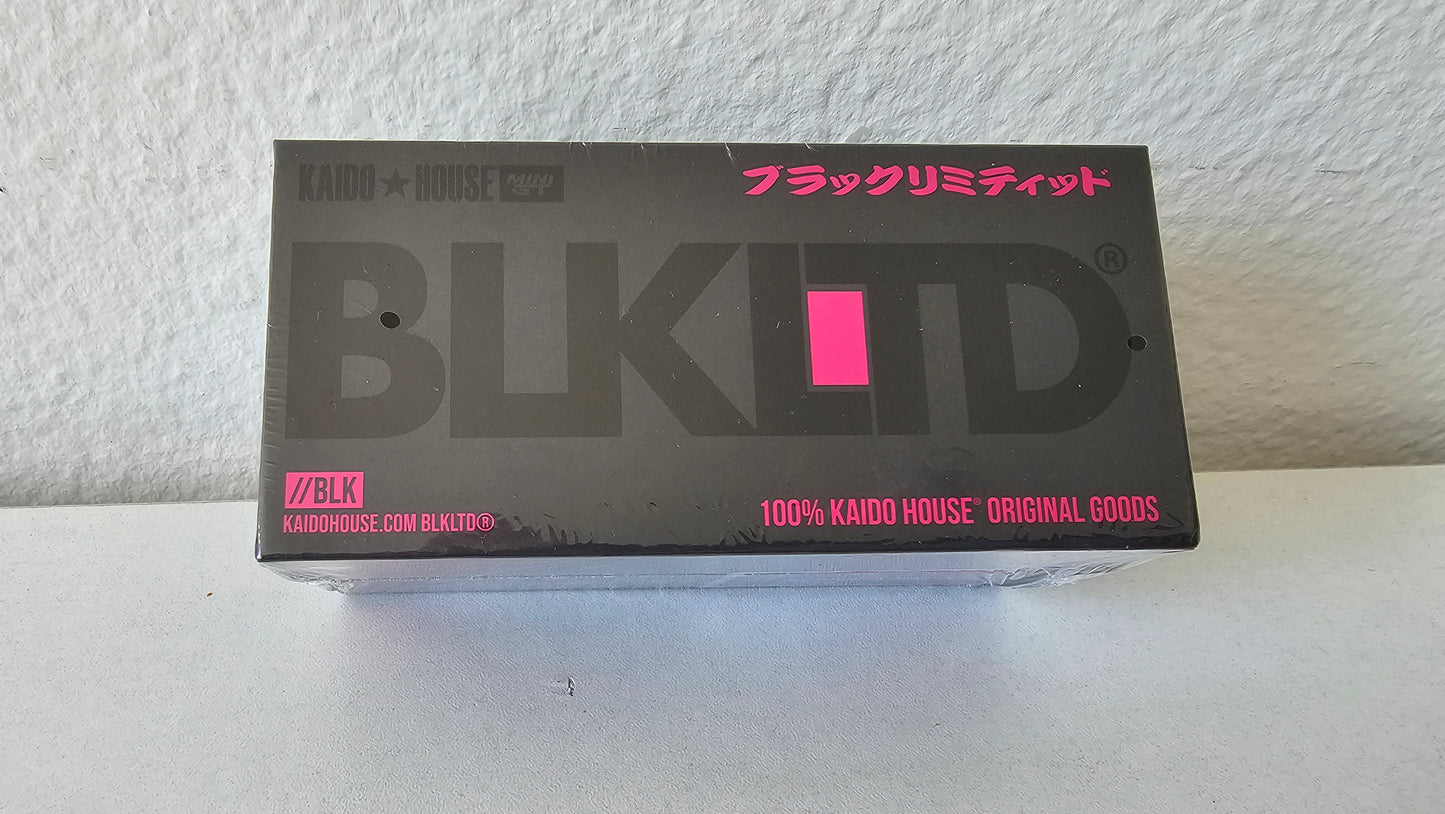 KAIDO★HOUSE MINI GT
ブラックリミティッド
BLKLTD®
//BLK
KAIDOHOUSE.COM BLKLTD®
100% KAIDO HOUSE® ORIGINAL GOODS